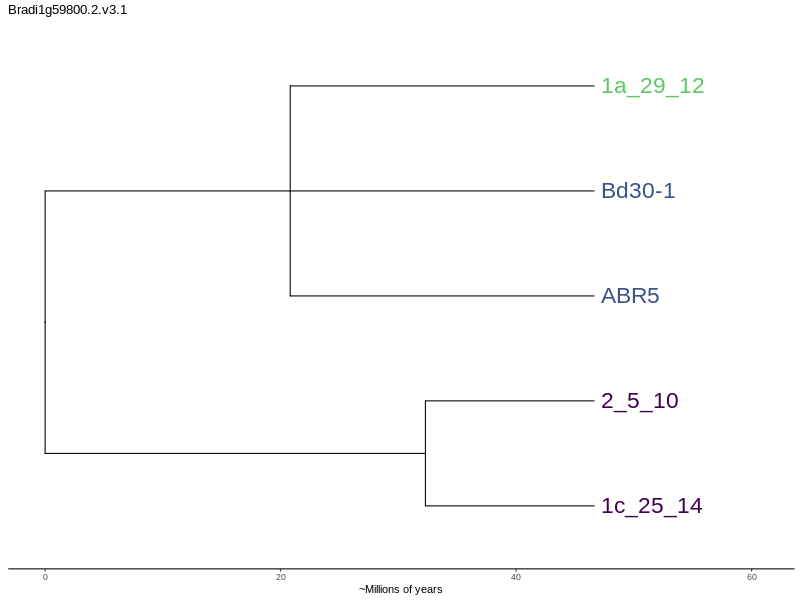 Bradi1g59800.2.v3.1
1a_29_12
Bd30-1
ABR5
2_5_10
1c_25_14
0 20 40 60
~Millions of years